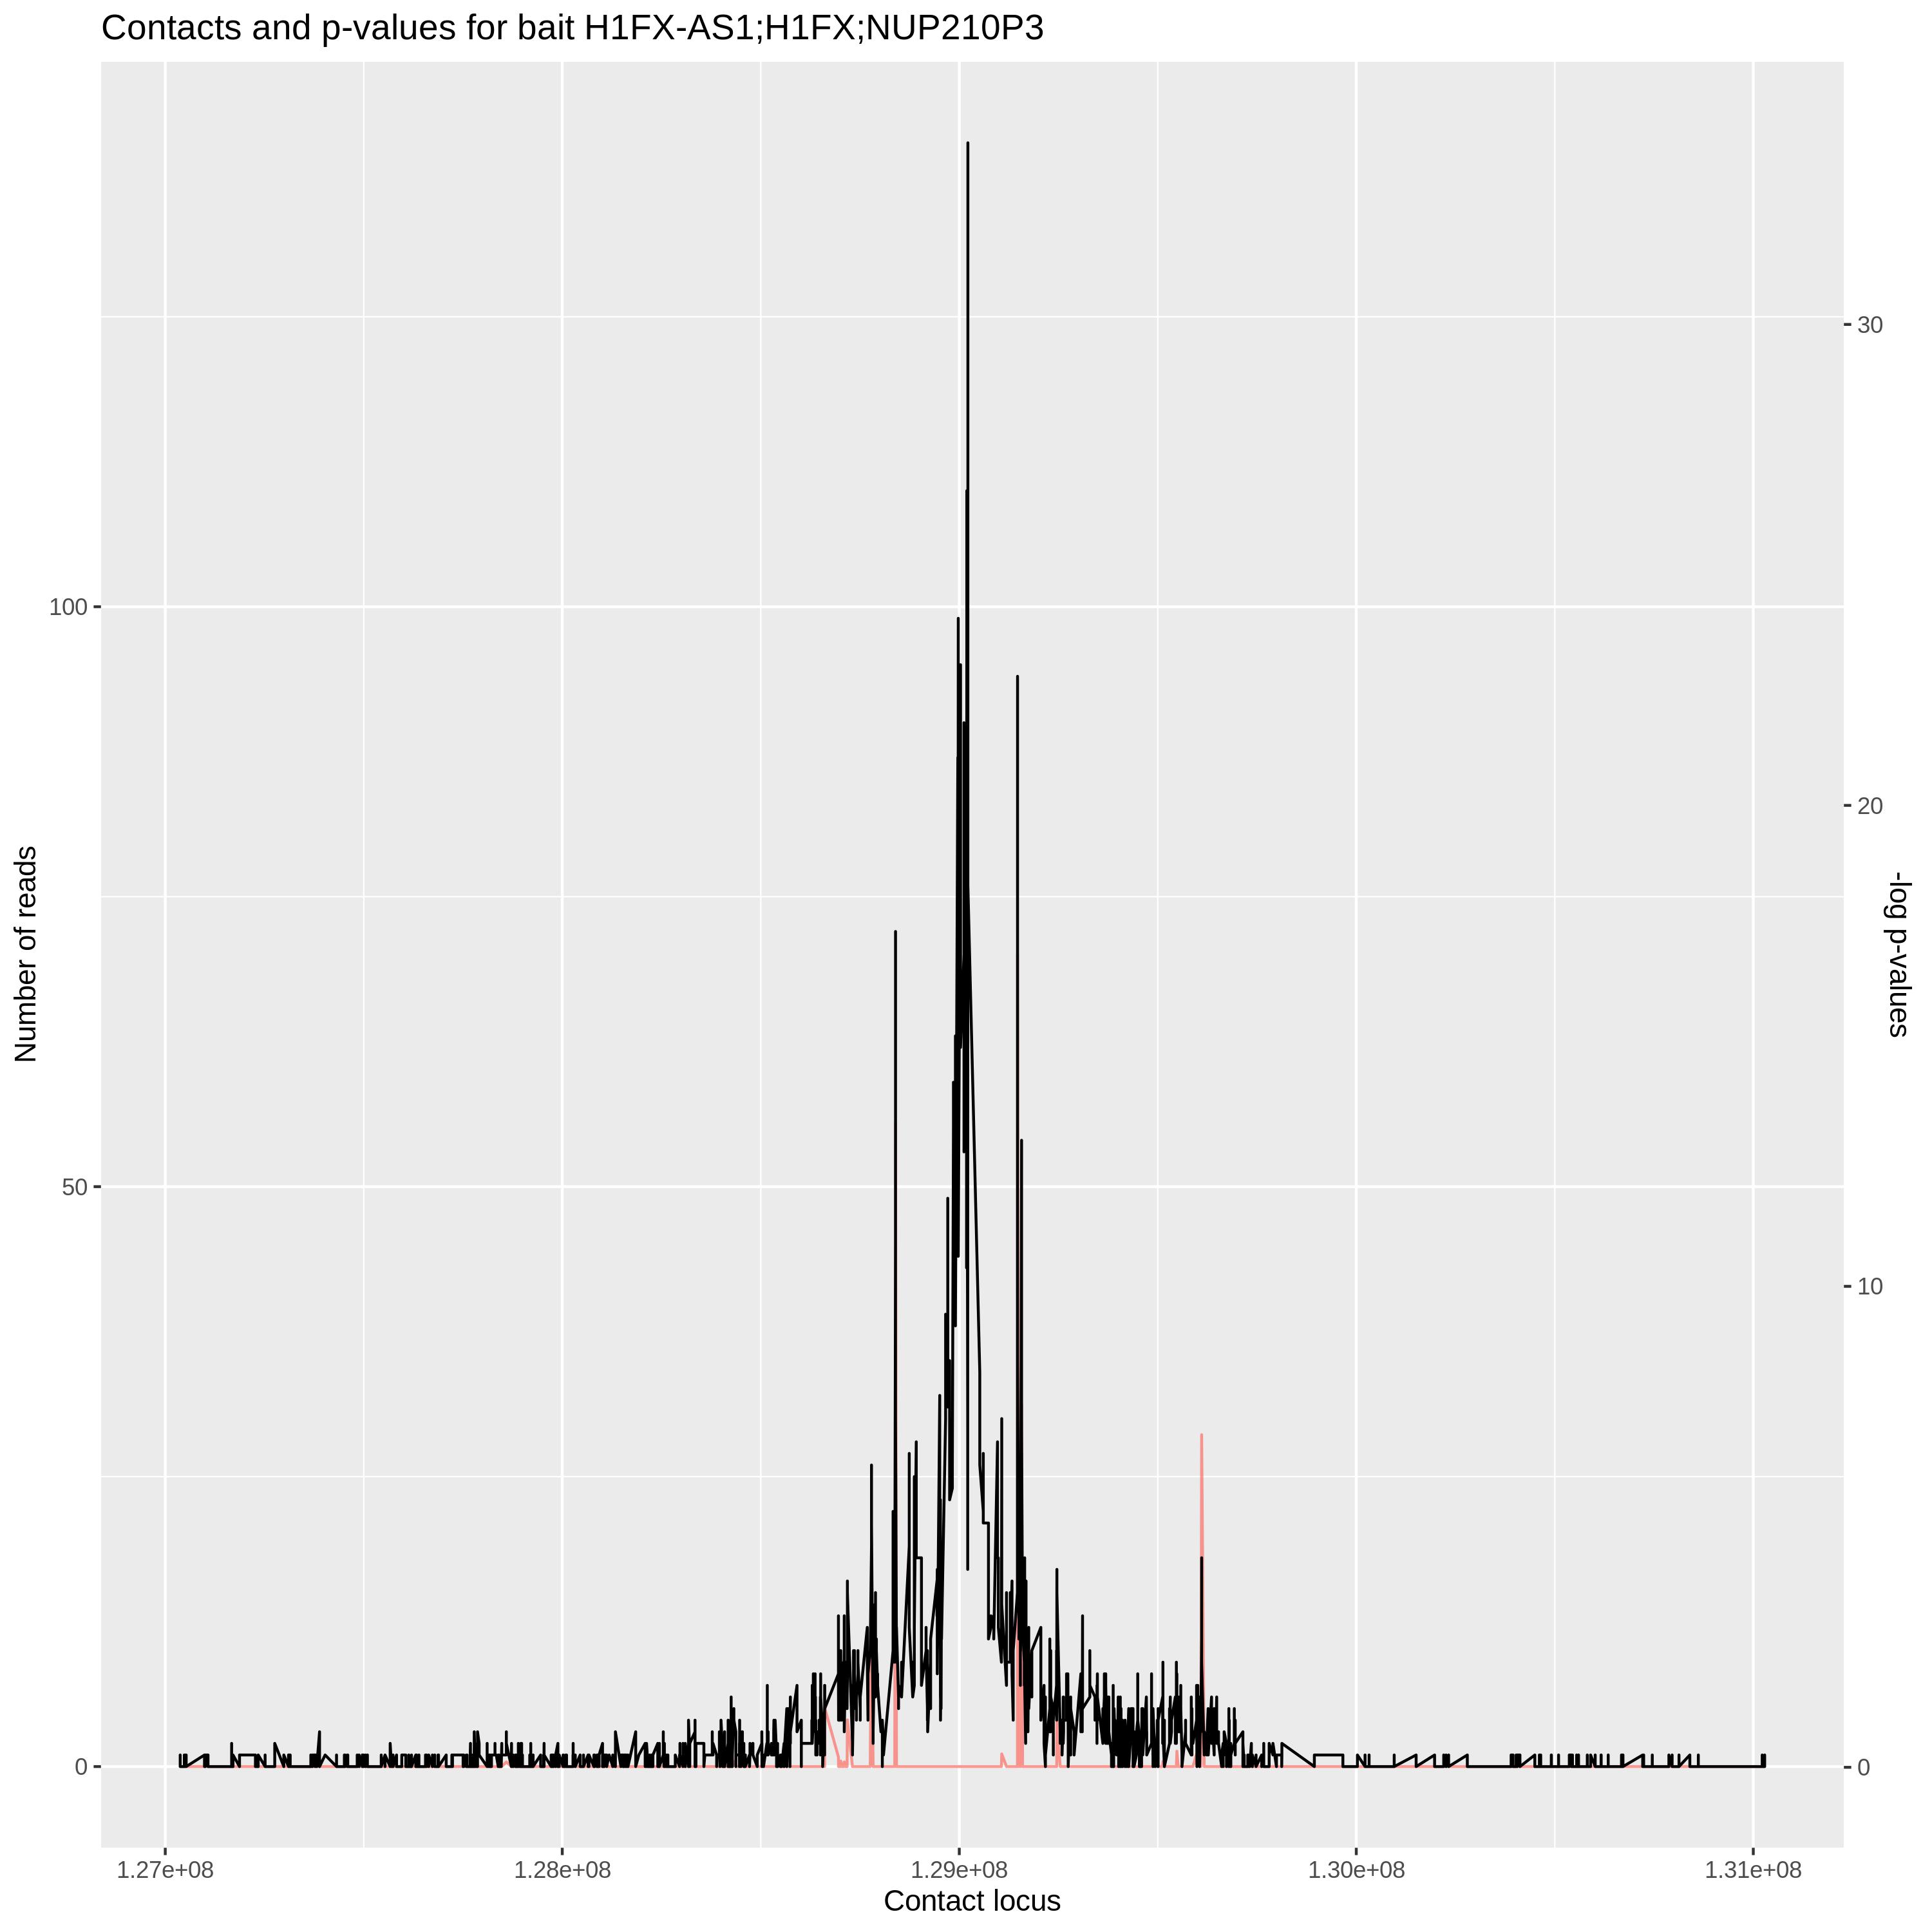 Contacts and p-values for bait H1FX-AS1;H1FX;NUP210P3
Number of reads
100
50
0
30
20
10
0
-log p-values
1.27e+08 1.28e+08 1.29e+08 1.30e+08 1.31e+08
Contact locus